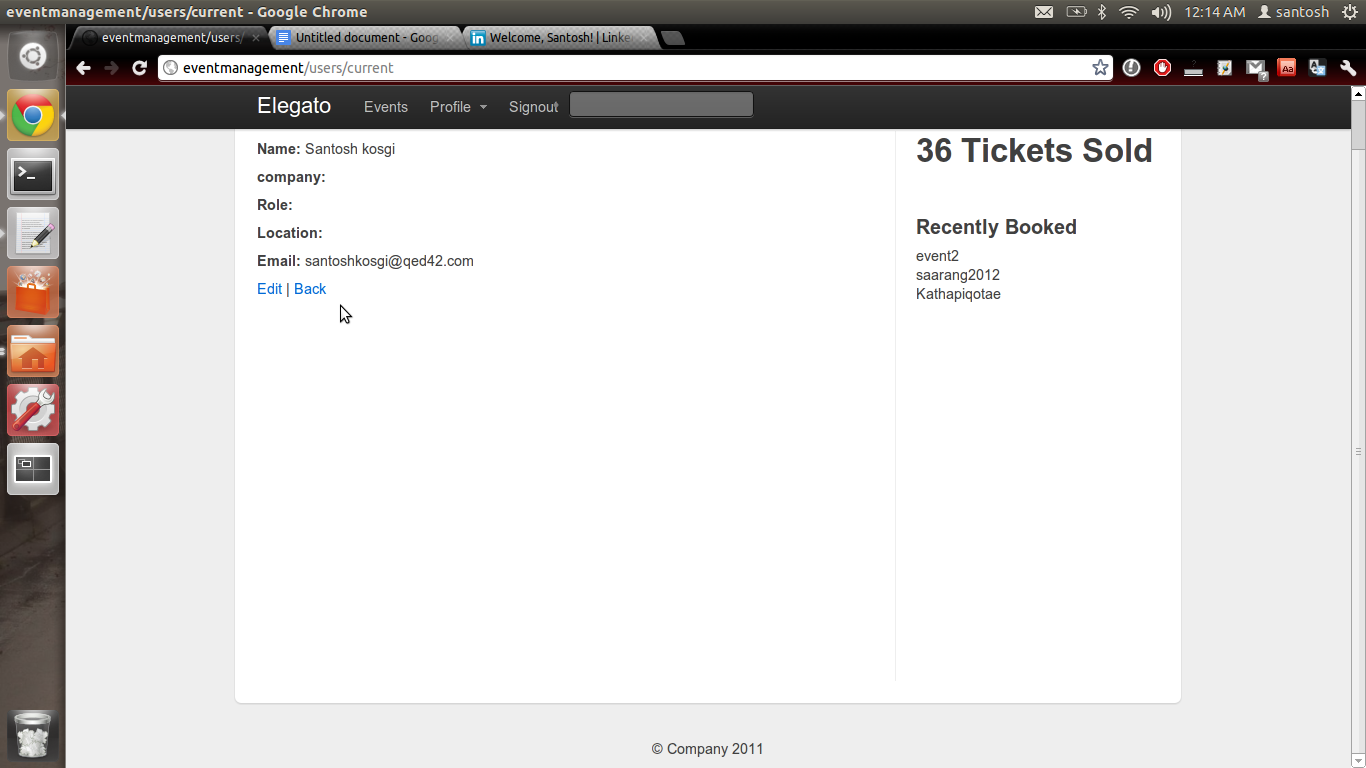 eventmanagement/users/current - Google Chrome
12:14 AM santosh
eventmanagement/users/
Untitled document - Goog
Welcome, Santosh! | Linke
eventmanagement/users/current
Elegato Events Profile Signout
Name: Santosh kosgi
company:
Role:
Location:
Email: santoshkosgi@qed42.com
Edit | Back
36 Tickets Sold
Recently Booked
event2
saarang2012
Kathapiqotae
© Company 2011